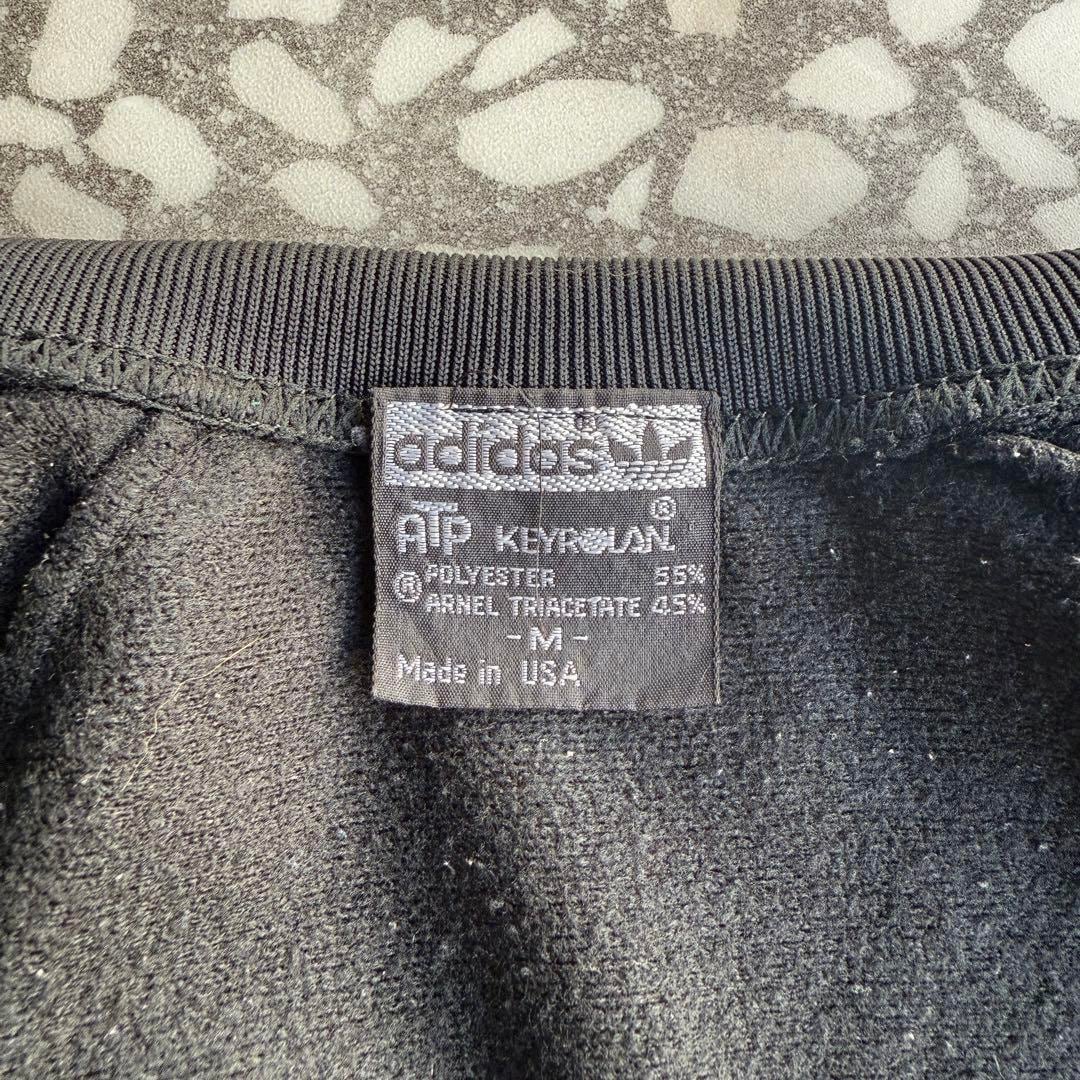 adidas®
ATP KEYROLAN®
® POLYESTER 55%
ARNEL TRIACETATE 45%
- M -
Made in USA